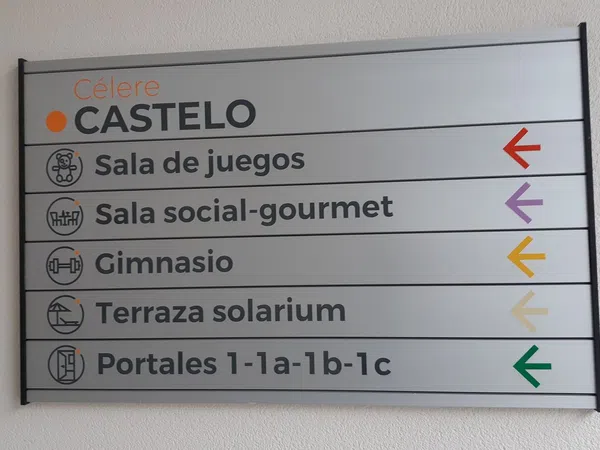 Célere
CASTELO
Sala de juegos
Sala social-gourmet
Gimnasio
Terraza solarium
Portales 1-1a-1b-1c